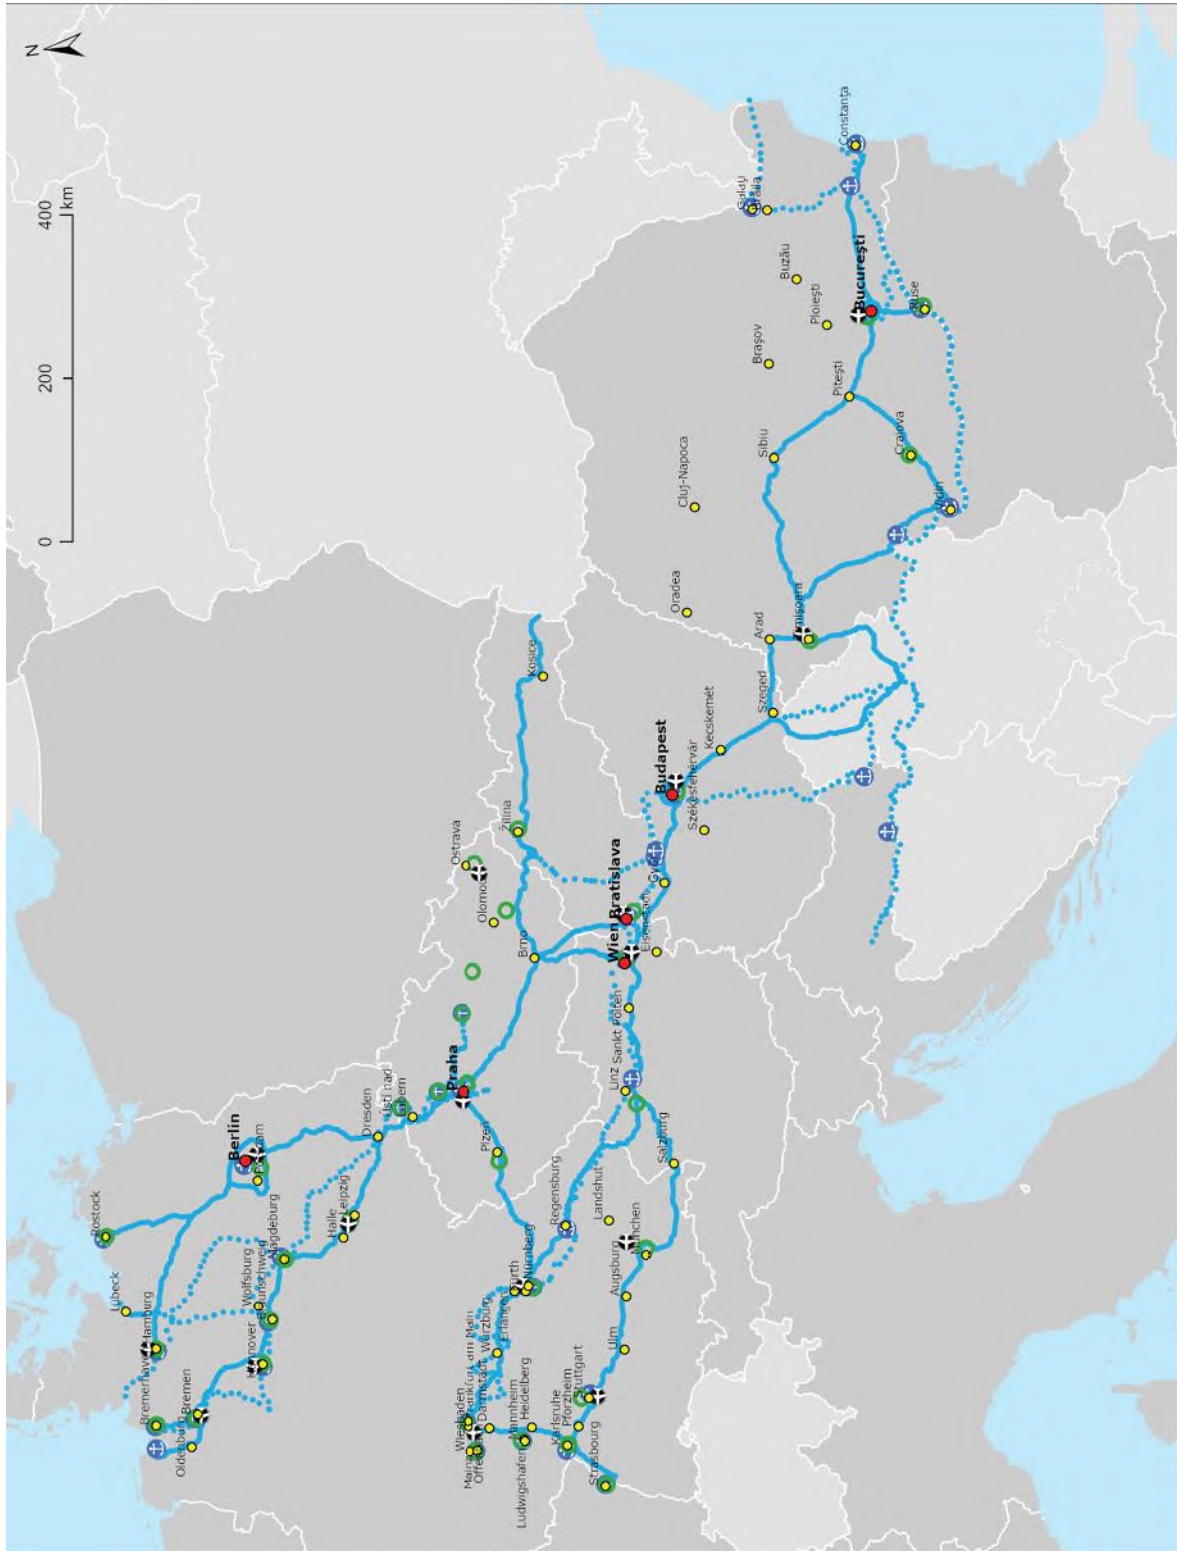 N
0
200
400
km
Rostock
Lübeck
Hamburg
Bremerhaven
Bremen
Oldenburg
Berlin
Potsdam
Magdeburg
Wolfsburg
Braunschweig
Hannover
Halle
Leipzig
Dresden
Ústí nad
Labem
Praha
Plzen
Brno
Olomouc
Ostrava
Žilina
Kosice
Wiesbaden
Frankfurt am Main
Mainz
Darmstadt
Mannheim
Heidelberg
Ludwigshafen
Karlsruhe
Pforzheim
Stuttgart
Strasbourg
Würzburg
Erlangen
Fürth
Nürnberg
Regensburg
Landshut
München
Augsburg
Ulm
Salzburg
Linz
Sankt Pölten
Wien
Bratislava
Eisenstadt
Győr
Budapest
Székesfehérvár
Kecskemét
Szeged
Arad
Timișoara
Oradea
Cluj-Napoca
Sibiu
Brașov
Pitești
Ploiești
Buzău
Galați
Brăila
București
Constanța
Craiova
Vidin
Ruse